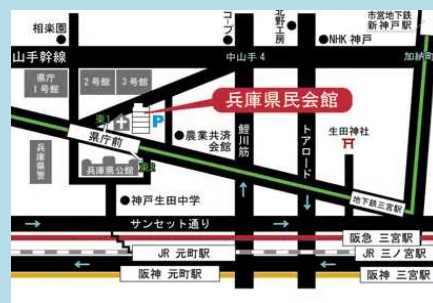 相楽園
北野工房
NHK 神戸
市営地下鉄
新神戸駅
山手幹線
中山手 4
加納町
県庁
1号館
2 号館
3 号館
兵庫県民会館
東1
P
県庁前
農業共済
会館
鯉川筋
トアロード
生田神社
兵庫県警
兵庫県公館
東2
神戸生田中学
地下鉄三宮駅
サンセット通り
阪急 三宮駅
JR 元町駅
JR 三ノ宮駅
阪神 元町駅
阪神 三宮駅